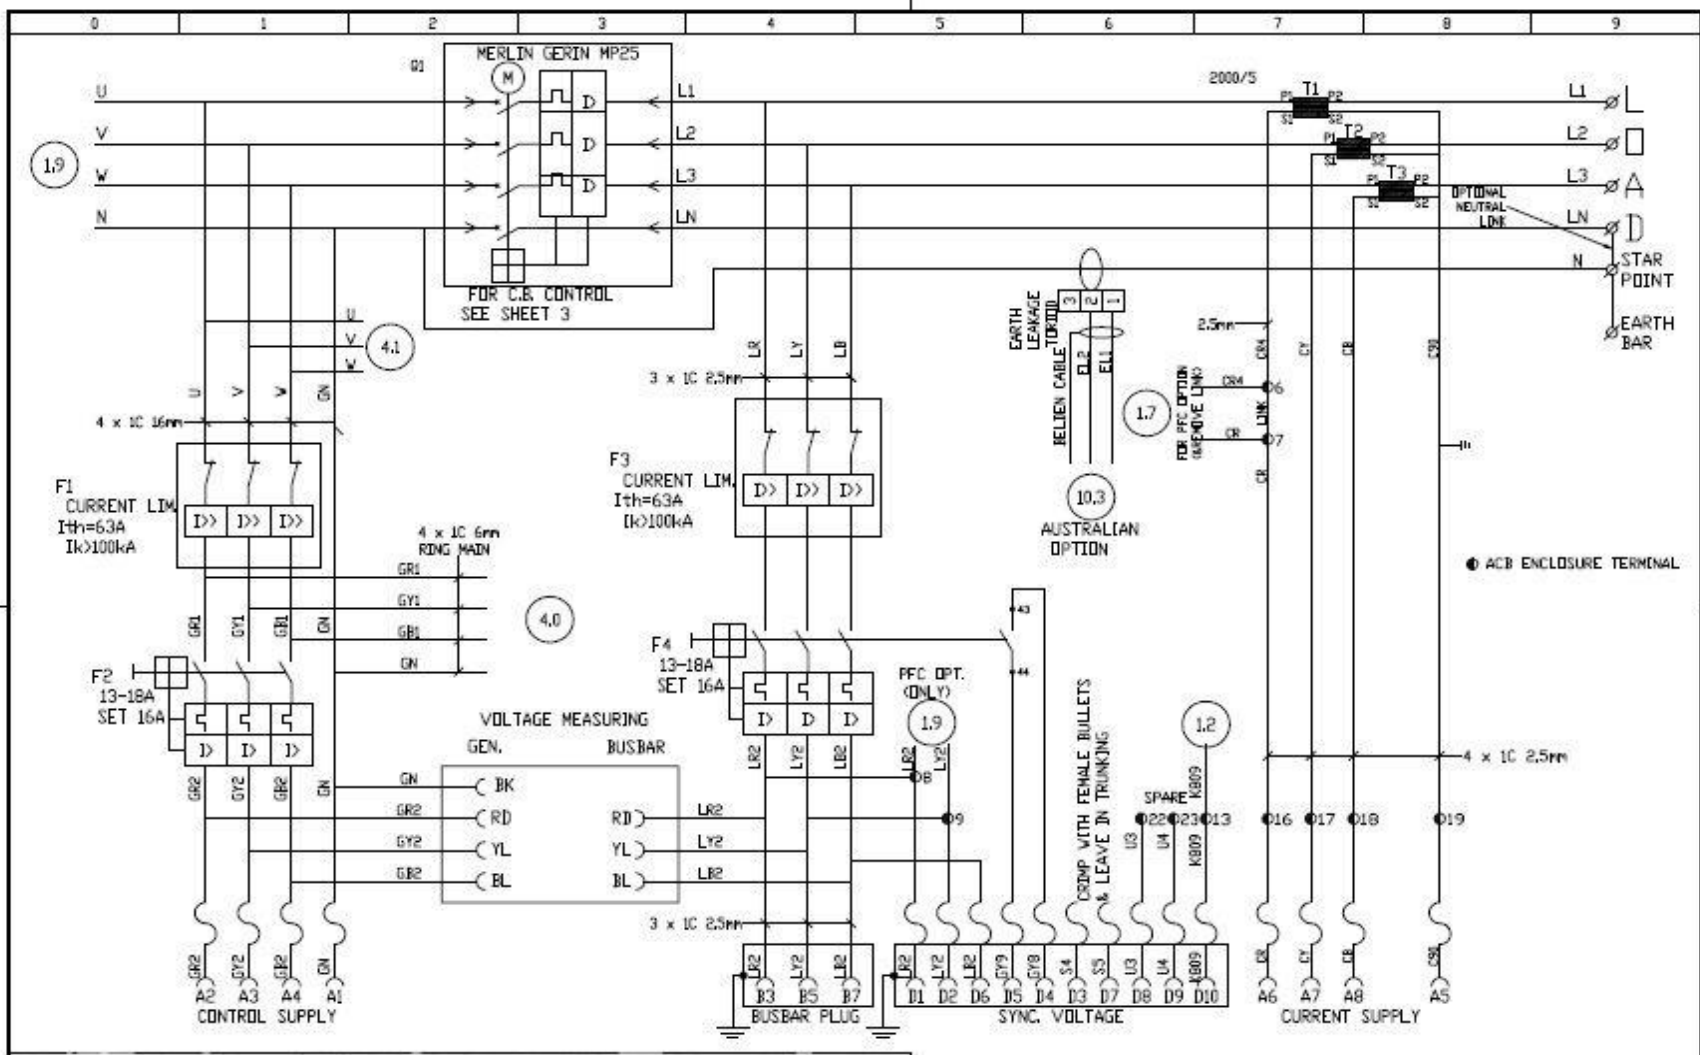 0 1 2 3 4 5 6 7 8 9
MERLIN GERIN MP25
Q1
M
2000/5
U
V
W
N
1.9
D
D
D
L1
L2
L3
LN
P1 T1 P2
S1 S2
P1 T2 P2
S1 S2
P1 T3 P2
S1 S2
L1 L
L2 O
L3 A
LN D
OPTIONAL
NEUTRAL
LINK
N
STAR
POINT
EARTH
BAR
FOR C.B. CONTROL
SEE SHEET 3
U
V
W
4.1
U V W GN
4 x 1C 16mm
F1
CURRENT LIM.
Ith=63A
Ik>100kA
I>> I>> I>>
4 x 1C 6mm
RING MAIN
GR1
GY1
GB1
GN
4.0
GR1 GY1 GB1 GN
F2
13-18A
SET 16A
I> I> I>
GR2 GY2 GB2 GN
LR LY LB
3 x 1C 2.5mm
F3
CURRENT LIM.
Ith=63A
Ik>100kA
I>> I>> I>>
F4
13-18A
SET 16A
I> I> I>
LR2 LY2 LB2
43
44
EARTH
LEAKAGE
TOROID
3 2 1
BELDEN CABLE
EL2 EL1
10.3
AUSTRALIAN
OPTION
1.7
FOR PFC OPTION
(&REMOVE LINK)
2.5mm
CR4 CY CB C90
CR4 6
LINK
CR 7
CR
ACB ENCLOSURE TERMINAL
VOLTAGE MEASURING
GEN. BUSBAR
GN BK
GR2 RD RD LR2
GY2 YL YL LY2
GB2 BL BL LB2
3 x 1C 2.5mm
PFC OPT.
(ONLY)
1.9
LR2 LY2
8
9
CRIMP WITH FEMALE BULLETS
& LEAVE IN TRUNKING
1.2
K809
SPARE
22 23 13
U3 U4 K809
4 x 1C 2.5mm
16 17 18 19
GR2 GY2 GB2 GN
A2 A3 A4 A1
CONTROL SUPPLY
LR2 LY2 LB2
B3 B5 B7
BUSBAR PLUG
LR2 LY2 LB2 GY9 GY8 S4 S5 U3 U4 K809
D1 D2 D6 D5 D4 D3 D7 D8 D9 D10
SYNC. VOLTAGE
CR CY CB C90
A6 A7 A8 A5
CURRENT SUPPLY